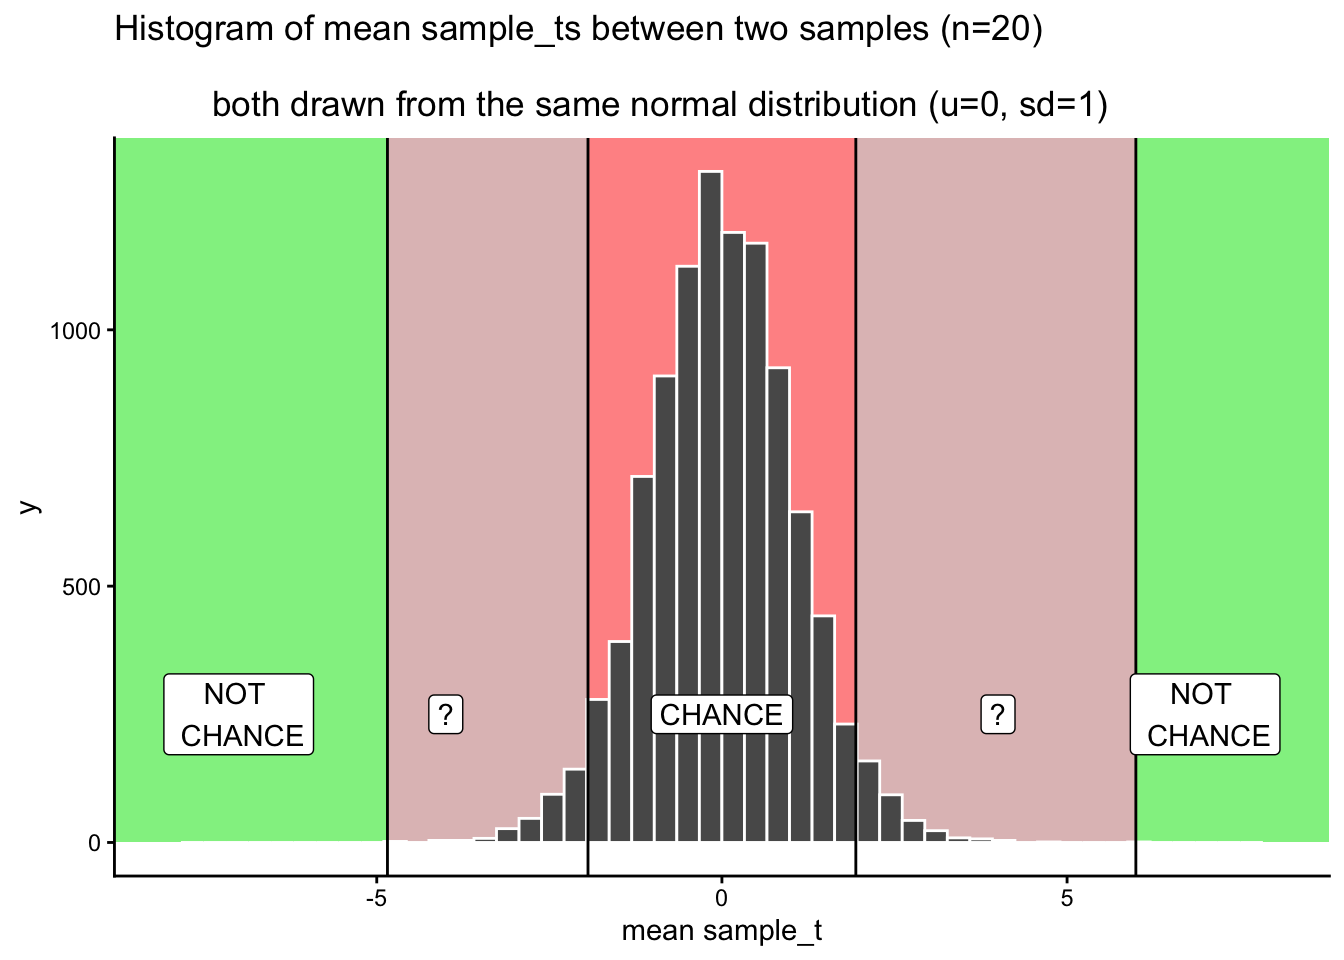 Histogram of mean sample_ts between two samples (n=20)
both drawn from the same normal distribution (u=0, sd=1)
y
1000
500
0
NOT
CHANCE
?
CHANCE
?
NOT
CHANCE
-5
0
5
mean sample_t